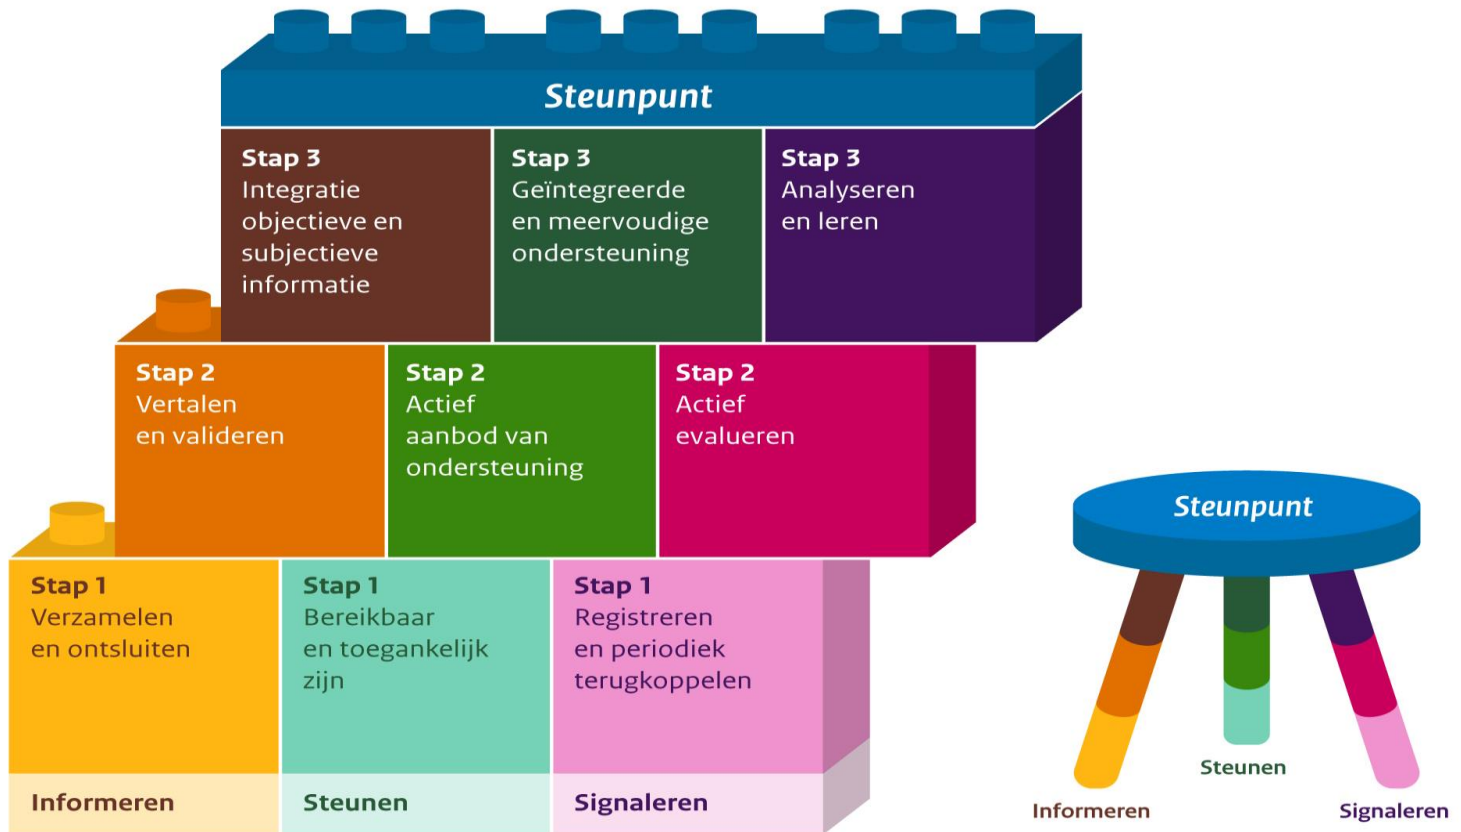 Steunpunt
Stap 3
Integratie
objectieve en
subjectieve
informatie
Stap 3
Geïntegreerde
en meervoudige
ondersteuning
Stap 3
Analyseren
en leren
Stap 2
Vertalen
en valideren
Stap 2
Actief
aanbod van
ondersteuning
Stap 2
Actief
evalueren
Stap 1
Verzamelen
en ontsluiten
Stap 1
Bereikbaar
en toegankelijk
zijn
Stap 1
Registreren
en periodiek
terugkoppelen
Informeren
Steunen
Signaleren
Steunpunt
Steunen
Informeren
Signaleren